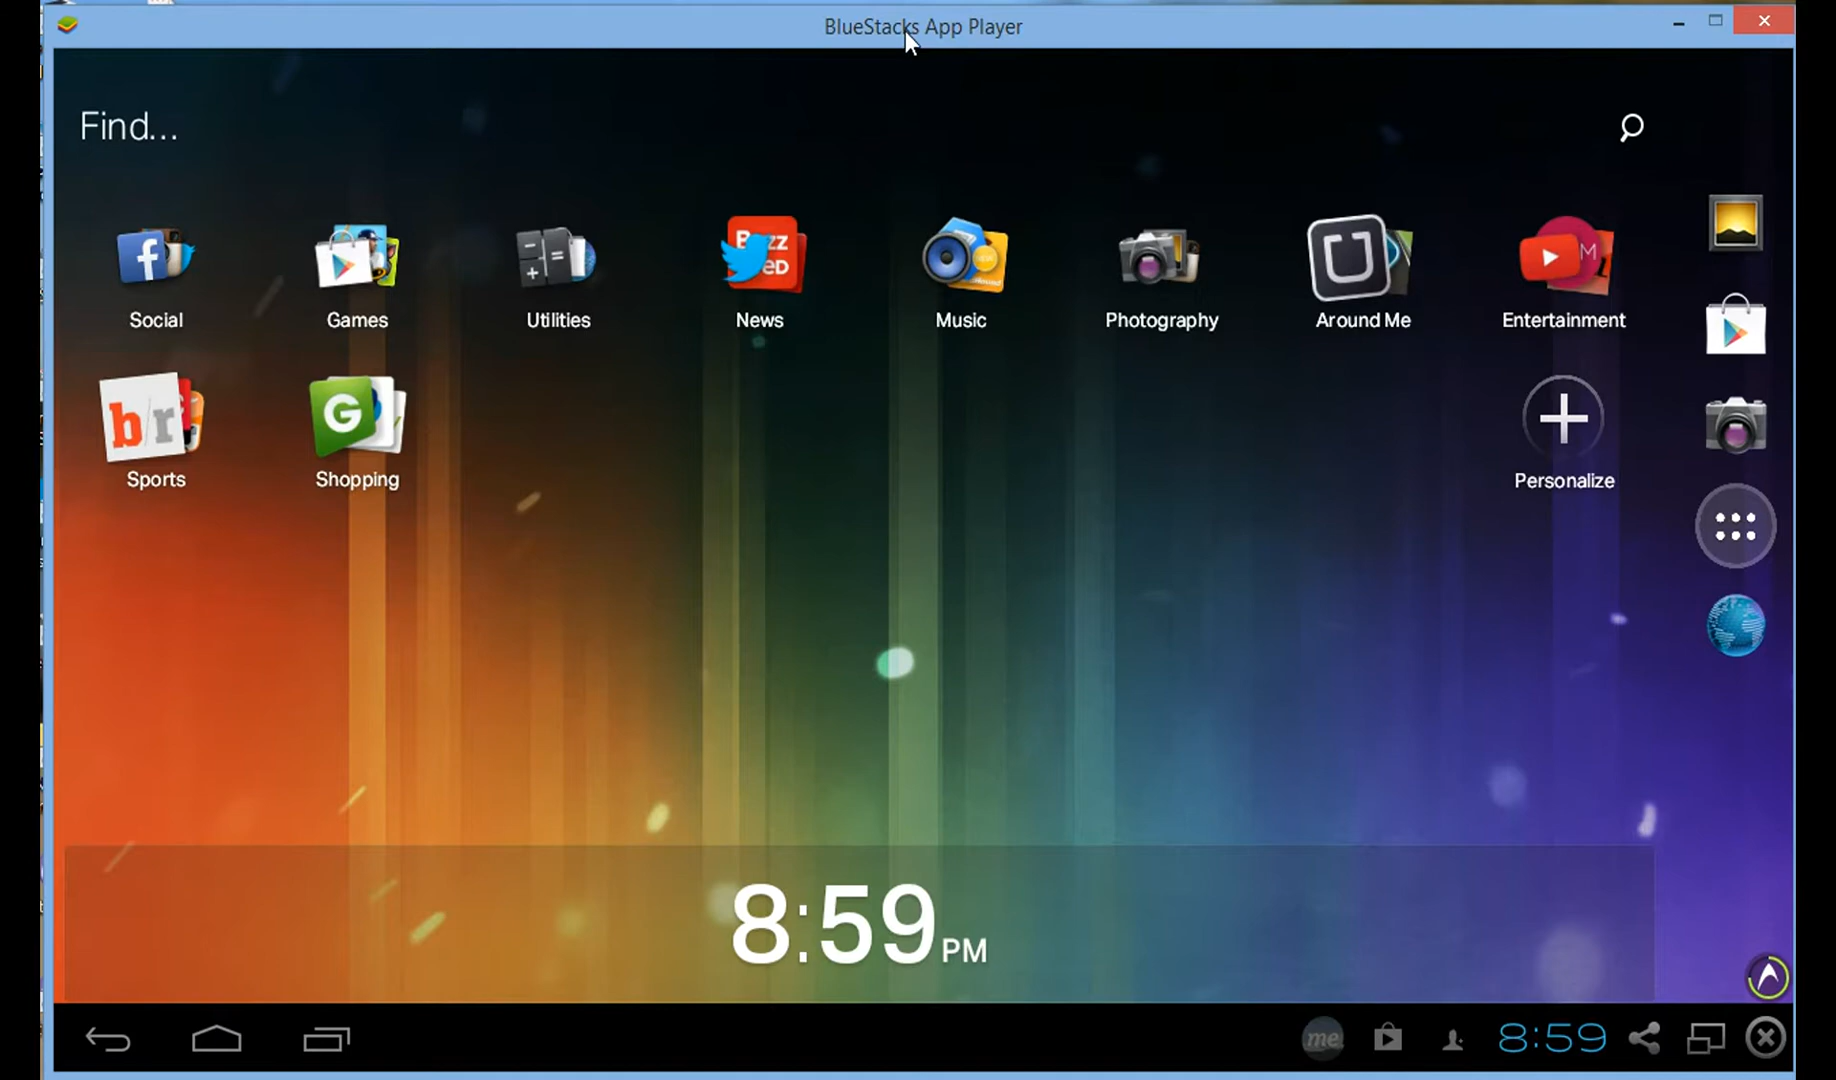 BlueStacks App Player
Find...
Social
Games
Utilities
News
Music
Photography
Around Me
Entertainment
Sports
Shopping
Personalize
8:59 PM
me
8:59